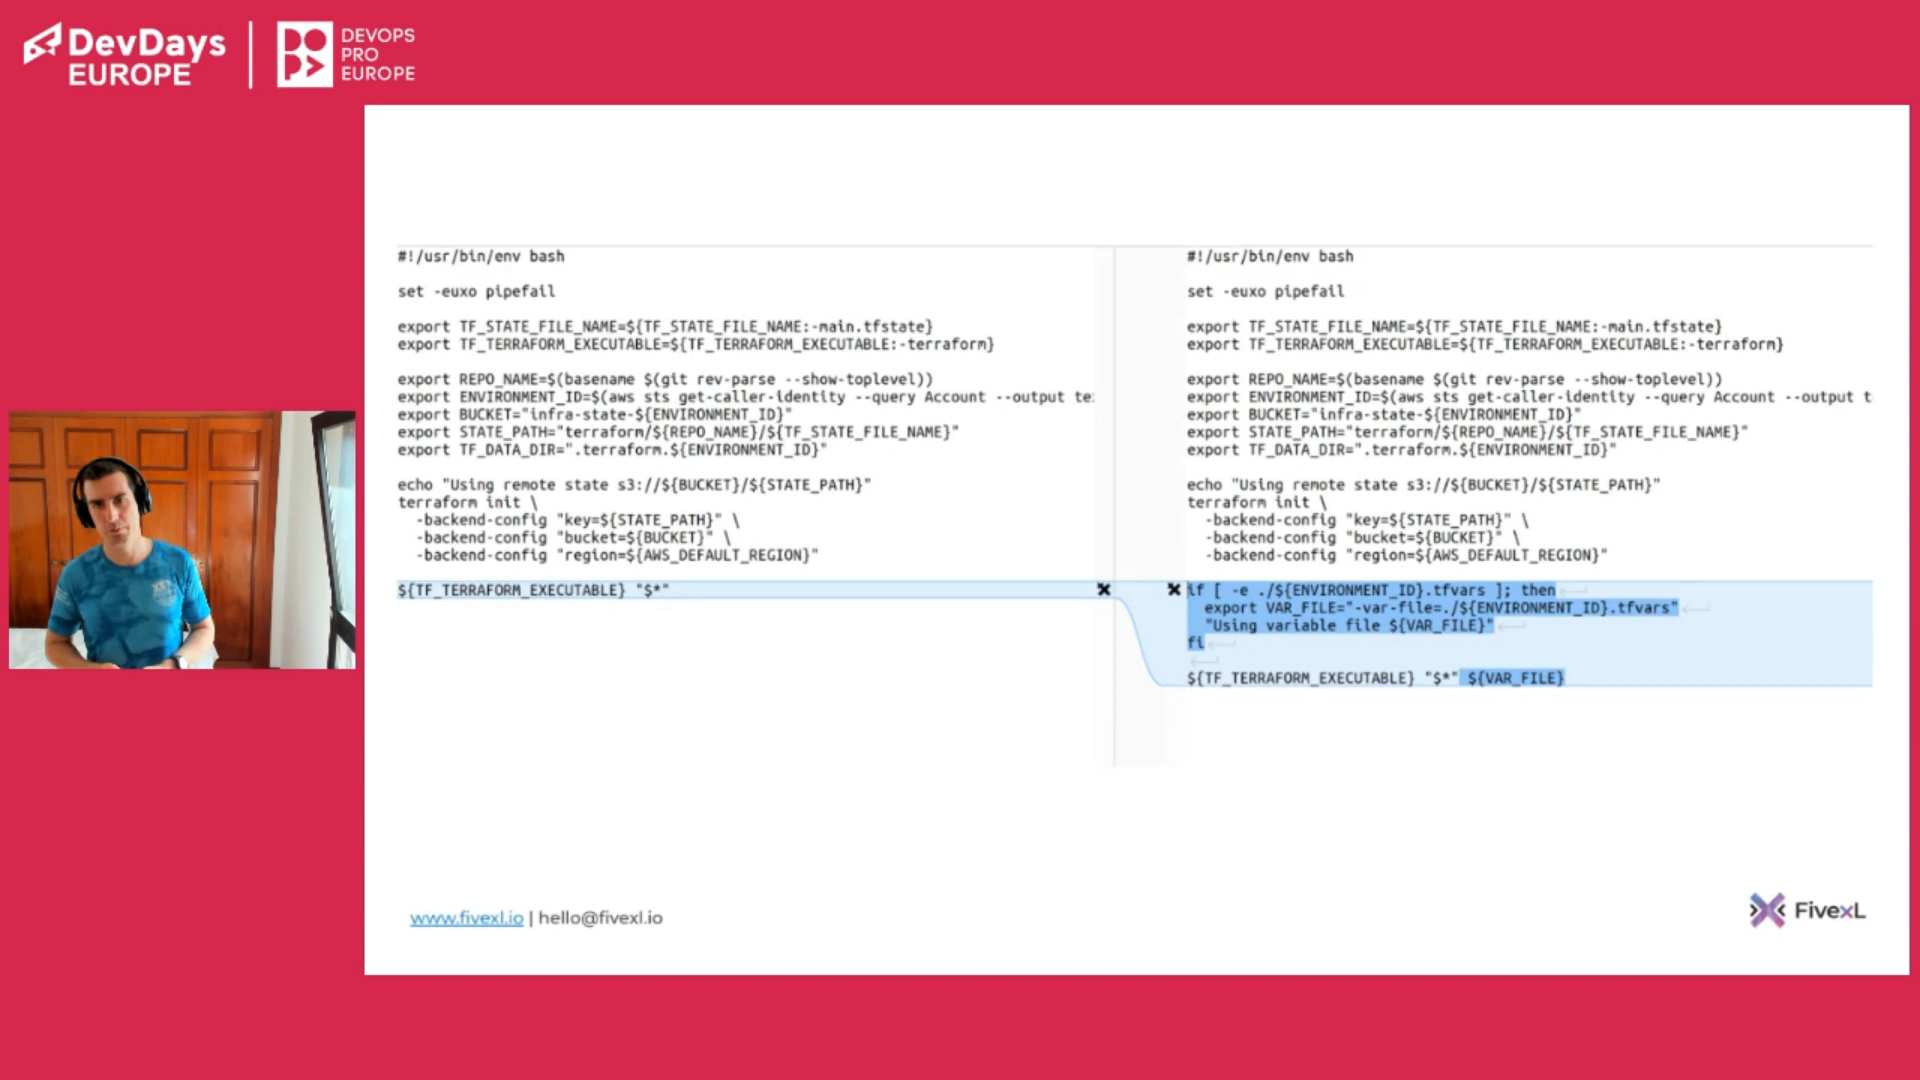 DevDays
EUROPE
DEVOPS
PRO
EUROPE
#!/usr/bin/env bash
set -euxo pipefail
export TF_STATE_FILE_NAME=${TF_STATE_FILE_NAME:-main.tfstate}
export TF_TERRAFORM_EXECUTABLE=${TF_TERRAFORM_EXECUTABLE:-terraform}
export REPO_NAME=$(basename $(git rev-parse --show-toplevel))
export ENVIRONMENT_ID=$(aws sts get-caller-identity --query Account --output te
export BUCKET="infra-state-${ENVIRONMENT_ID}"
export STATE_PATH="terraform/${REPO_NAME}/${TF_STATE_FILE_NAME}"
export TF_DATA_DIR=".terraform.${ENVIRONMENT_ID}"
echo "Using remote state s3://${BUCKET}/${STATE_PATH}"
terraform init \
-backend-config "key=${STATE_PATH}" \
-backend-config "bucket=${BUCKET}" \
-backend-config "region=${AWS_DEFAULT_REGION}"
${TF_TERRAFORM_EXECUTABLE} "$*"
#!/usr/bin/env bash
set -euxo pipefail
export TF_STATE_FILE_NAME=${TF_STATE_FILE_NAME:-main.tfstate}
export TF_TERRAFORM_EXECUTABLE=${TF_TERRAFORM_EXECUTABLE:-terraform}
export REPO_NAME=$(basename $(git rev-parse --show-toplevel))
export ENVIRONMENT_ID=$(aws sts get-caller-identity --query Account --output t
export BUCKET="infra-state-${ENVIRONMENT_ID}"
export STATE_PATH="terraform/${REPO_NAME}/${TF_STATE_FILE_NAME}"
export TF_DATA_DIR=".terraform.${ENVIRONMENT_ID}"
echo "Using remote state s3://${BUCKET}/${STATE_PATH}"
terraform init \
-backend-config "key=${STATE_PATH}" \
-backend-config "bucket=${BUCKET}" \
-backend-config "region=${AWS_DEFAULT_REGION}"
if [ -e ./${ENVIRONMENT_ID}.tfvars ]; then
export VAR_FILE="-var-file=./${ENVIRONMENT_ID}.tfvars"
"Using variable file ${VAR_FILE}"
fi
${TF_TERRAFORM_EXECUTABLE} "$*" ${VAR_FILE}
www.fivexl.io | hello@fivexl.io
FivexL